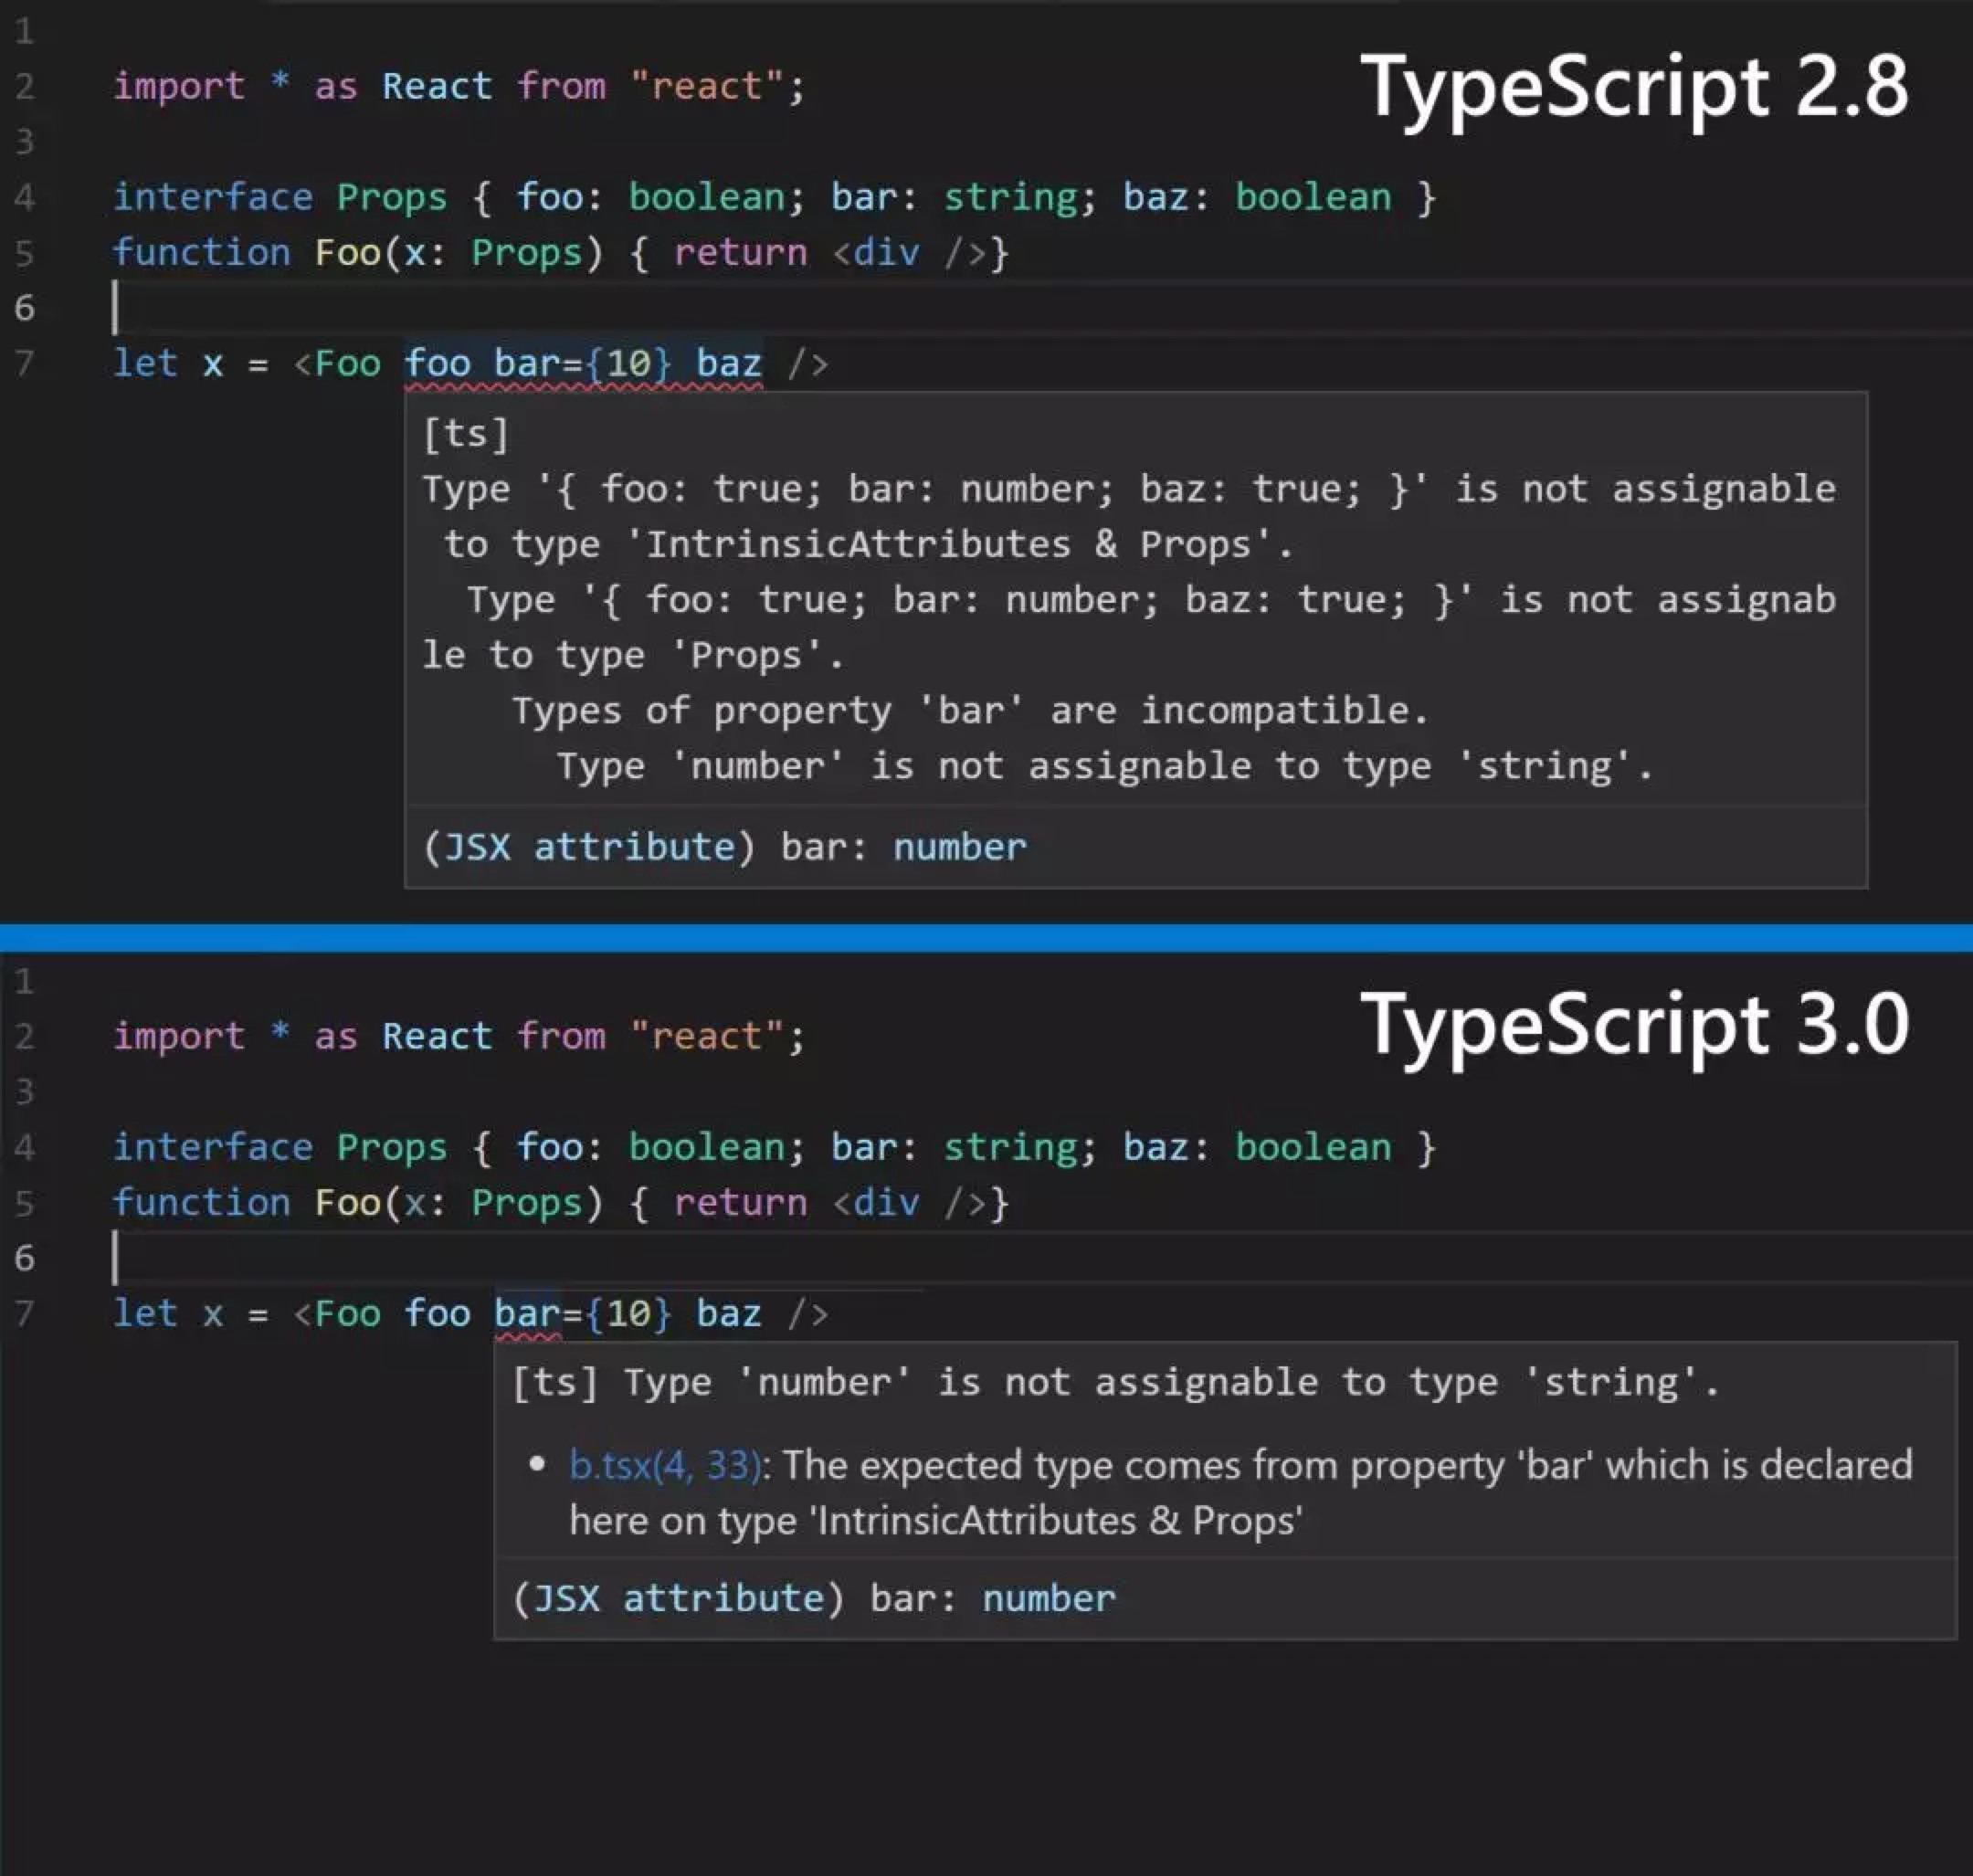 1
TypeScript 2.8
2 import * as React from "react";
3
4 interface Props { foo: boolean; bar: string; baz: boolean }
5 function Foo(x: Props) { return <div />}
6
7 let x = <Foo foo bar={10} baz />
[ts]
Type '{ foo: true; bar: number; baz: true; }' is not assignable
to type 'IntrinsicAttributes & Props'.
Type '{ foo: true; bar: number; baz: true; }' is not assignab
le to type 'Props'.
Types of property 'bar' are incompatible.
Type 'number' is not assignable to type 'string'.
(JSX attribute) bar: number
1
TypeScript 3.0
2 import * as React from "react";
3
4 interface Props { foo: boolean; bar: string; baz: boolean }
5 function Foo(x: Props) { return <div />}
6
7 let x = <Foo foo bar={10} baz />
[ts] Type 'number' is not assignable to type 'string'.
• b.tsx(4, 33): The expected type comes from property 'bar' which is declared
here on type 'IntrinsicAttributes & Props'
(JSX attribute) bar: number